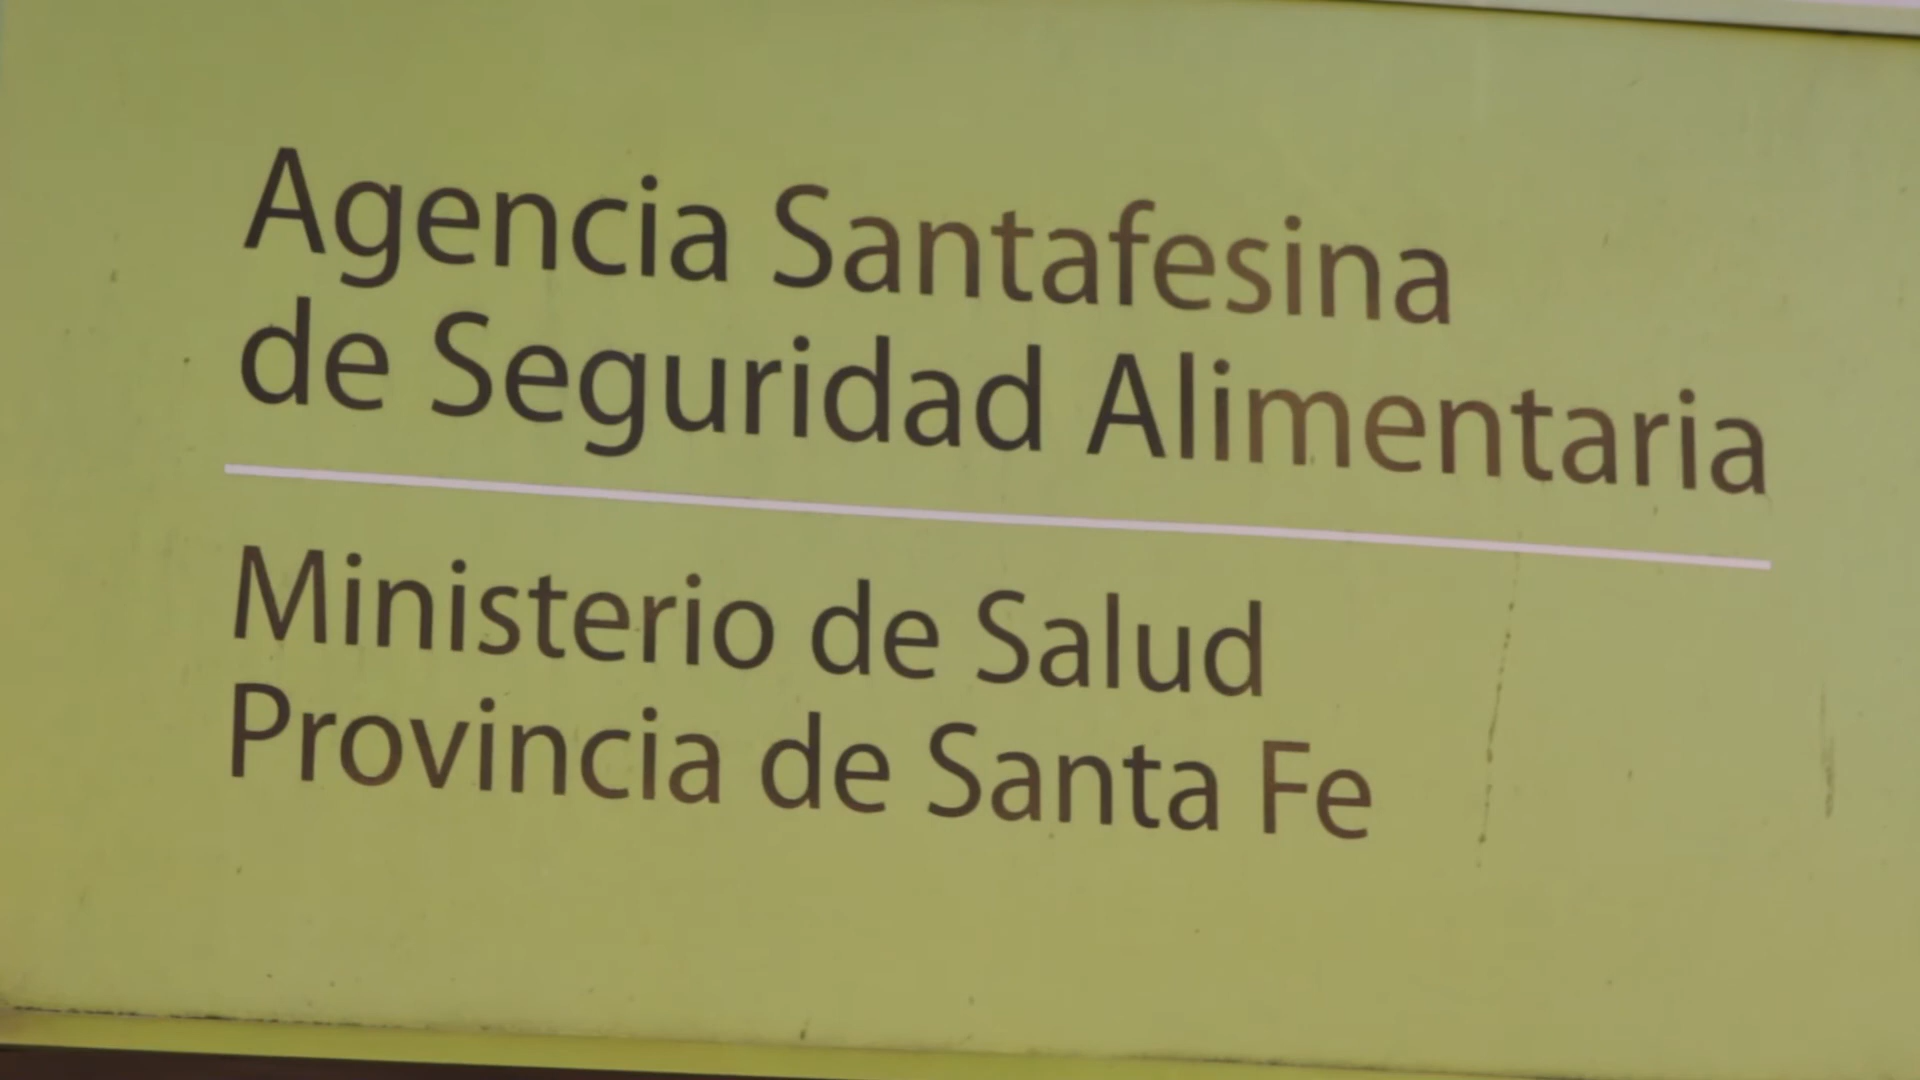 Agencia Santafesina
de Seguridad Alimentaria
Ministerio de Salud
Provincia de Santa Fe